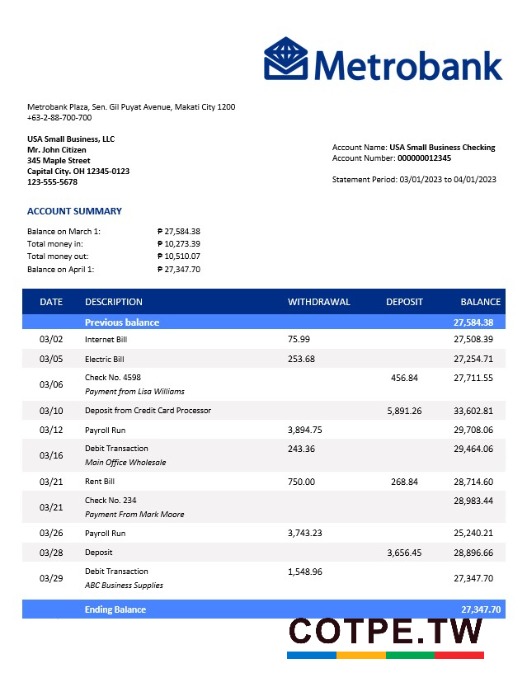 Metrobank
Metrobank Plaza, Sen. Gil Puyat Avenue, Makati City 1200
+63-2-88-700-700
USA Small Business, LLC
Mr. John Citizen
345 Maple Street
Capital City. OH 12345-0123
123-555-5678
Account Name: USA Small Business Checking
Account Number: 000000012345
Statement Period: 03/01/2023 to 04/01/2023
ACCOUNT SUMMARY
Balance on March 1: ₱ 27,584.38
Total money in: ₱ 10,273.39
Total money out: ₱ 10,510.07
Balance on April 1: ₱ 27,347.70
DATE DESCRIPTION WITHDRAWAL DEPOSIT BALANCE
Previous balance 27,584.38
03/02 Internet Bill 75.99 27,508.39
03/05 Electric Bill 253.68 27,254.71
03/06 Check No. 4598 456.84 27,711.55
Payment from Lisa Williams
03/10 Deposit from Credit Card Processor 5,891.26 33,602.81
03/12 Payroll Run 3,894.75 29,708.06
03/16 Debit Transaction 243.36 29,464.06
Main Office Wholesale
03/21 Rent Bill 750.00 268.84 28,714.60
03/21 Check No. 234 28,983.44
Payment From Mark Moore
03/26 Payroll Run 3,743.23 25,240.21
03/28 Deposit 3,656.45 28,896.66
03/29 Debit Transaction 1,548.96 27,347.70
ABC Business Supplies
Ending Balance 27,347.70
COTPE.TW